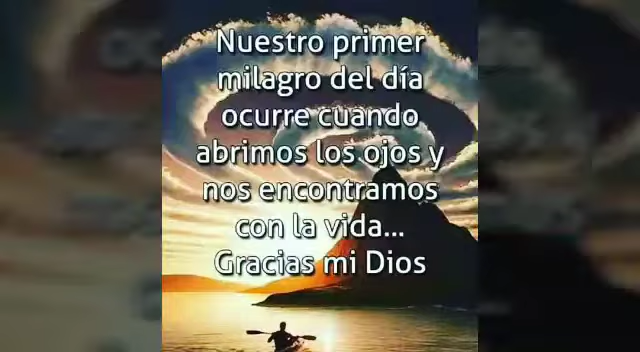 Nuestro primer
milagro del día
ocurre cuando
abrimos los ojos y
nos encontramos
con la vida...
Gracias mi Dios